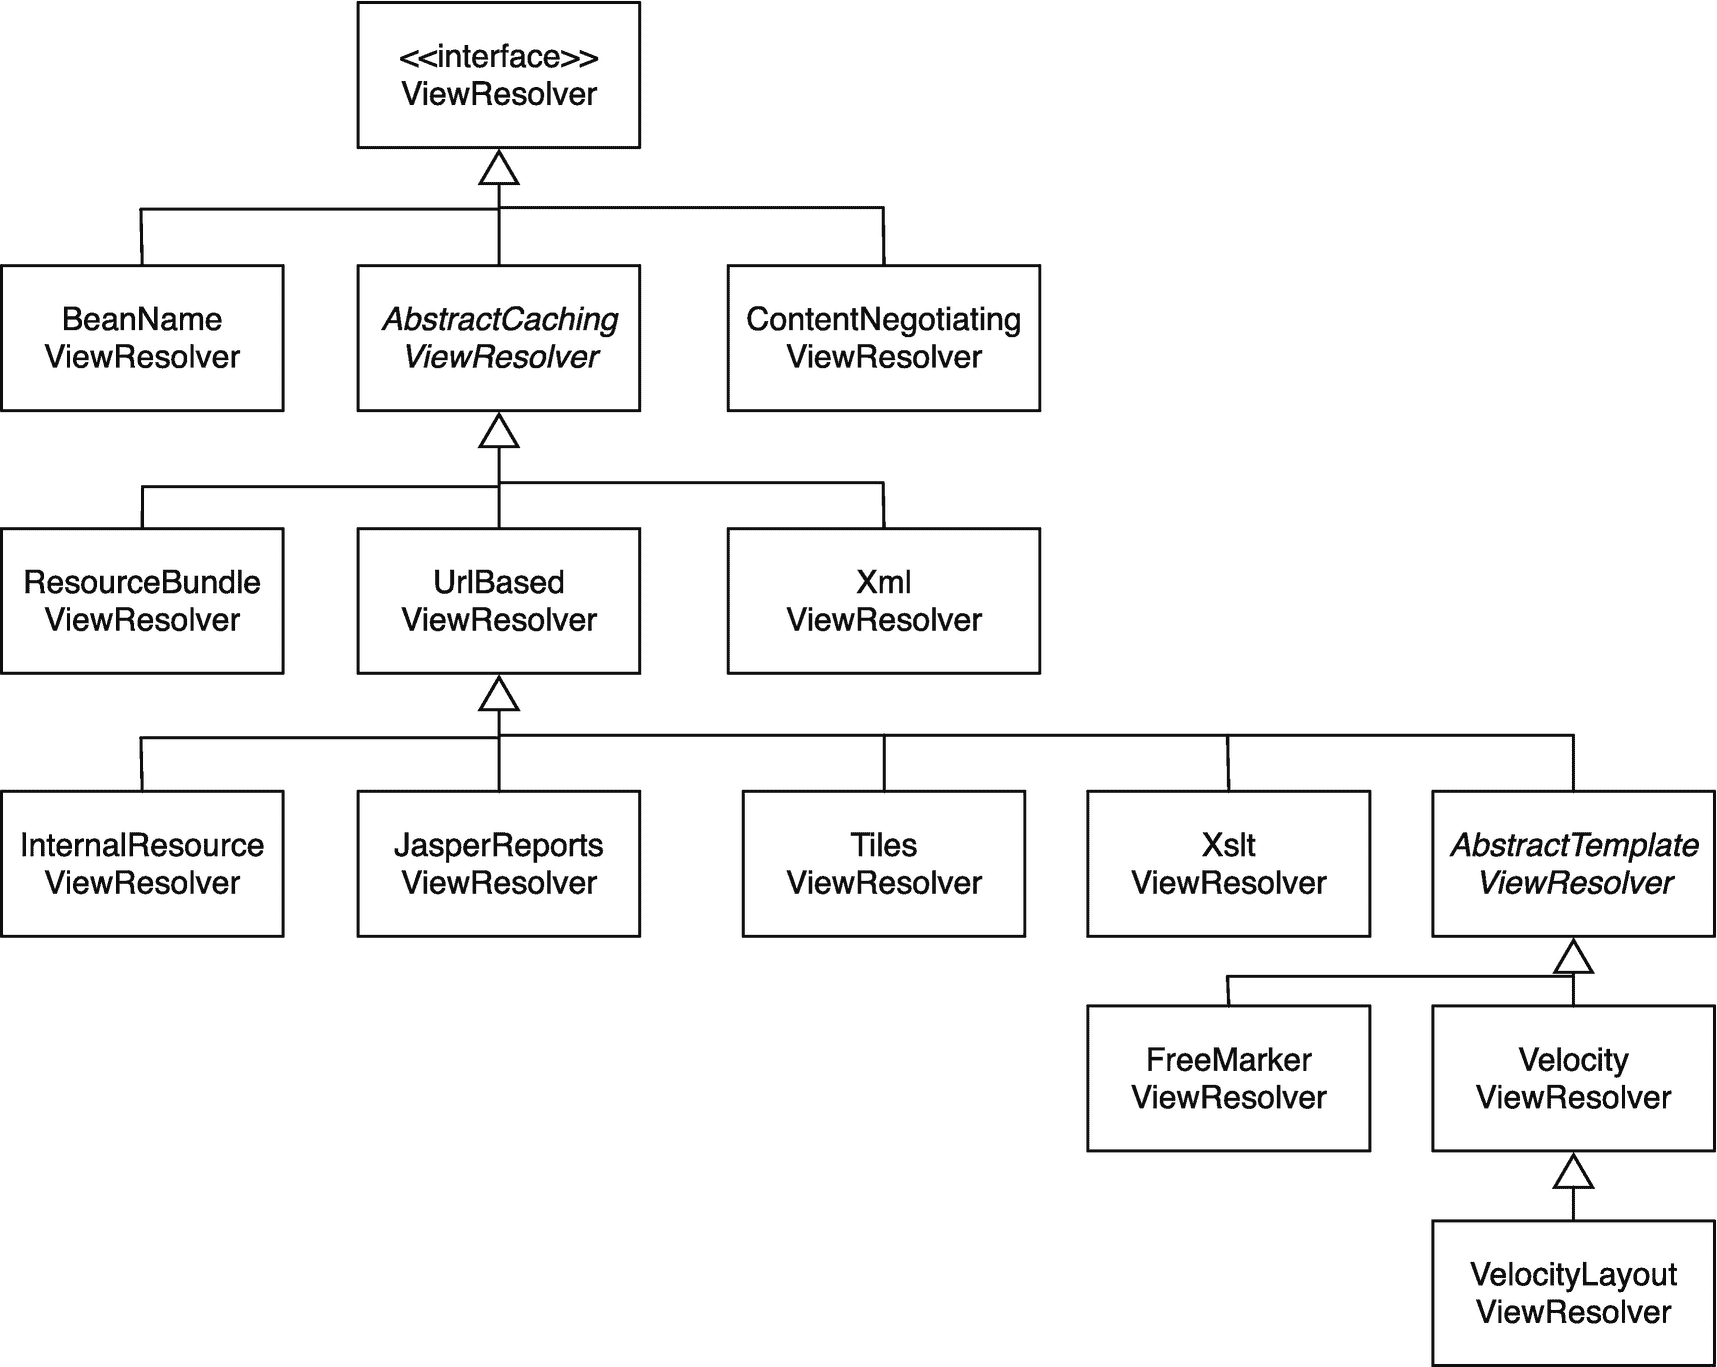 <<interface>>
ViewResolver
BeanName
ViewResolver
AbstractCaching
ViewResolver
ContentNegotiating
ViewResolver
ResourceBundle
ViewResolver
UrlBased
ViewResolver
Xml
ViewResolver
InternalResource
ViewResolver
JasperReports
ViewResolver
Tiles
ViewResolver
Xslt
ViewResolver
AbstractTemplate
ViewResolver
FreeMarker
ViewResolver
Velocity
ViewResolver
VelocityLayout
ViewResolver